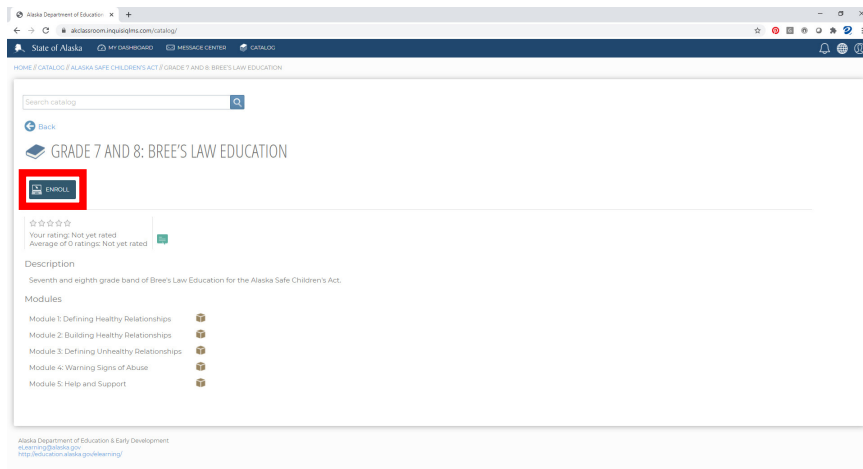 Alaska Department of Education
akclassroom.inquisiqlms.com/catalog/
State of Alaska MY DASHBOARD MESSAGE CENTER CATALOG
HOME // CATALOG // ALASKA SAFE CHILDREN'S ACT // GRADE 7 AND 8: BREE'S LAW EDUCATION
Search catalog
Back
GRADE 7 AND 8: BREE'S LAW EDUCATION
ENROLL
Your rating: Not yet rated
Average of 0 ratings: Not yet rated
Description
Seventh and eighth grade band of Bree's Law Education for the Alaska Safe Children's Act.
Modules
Module 1: Defining Healthy Relationships
Module 2: Building Healthy Relationships
Module 3: Defining Unhealthy Relationships
Module 4: Warning Signs of Abuse
Module 5: Help and Support
Alaska Department of Education & Early Development
eLearning@alaska.gov
http://education.alaska.gov/elearning/